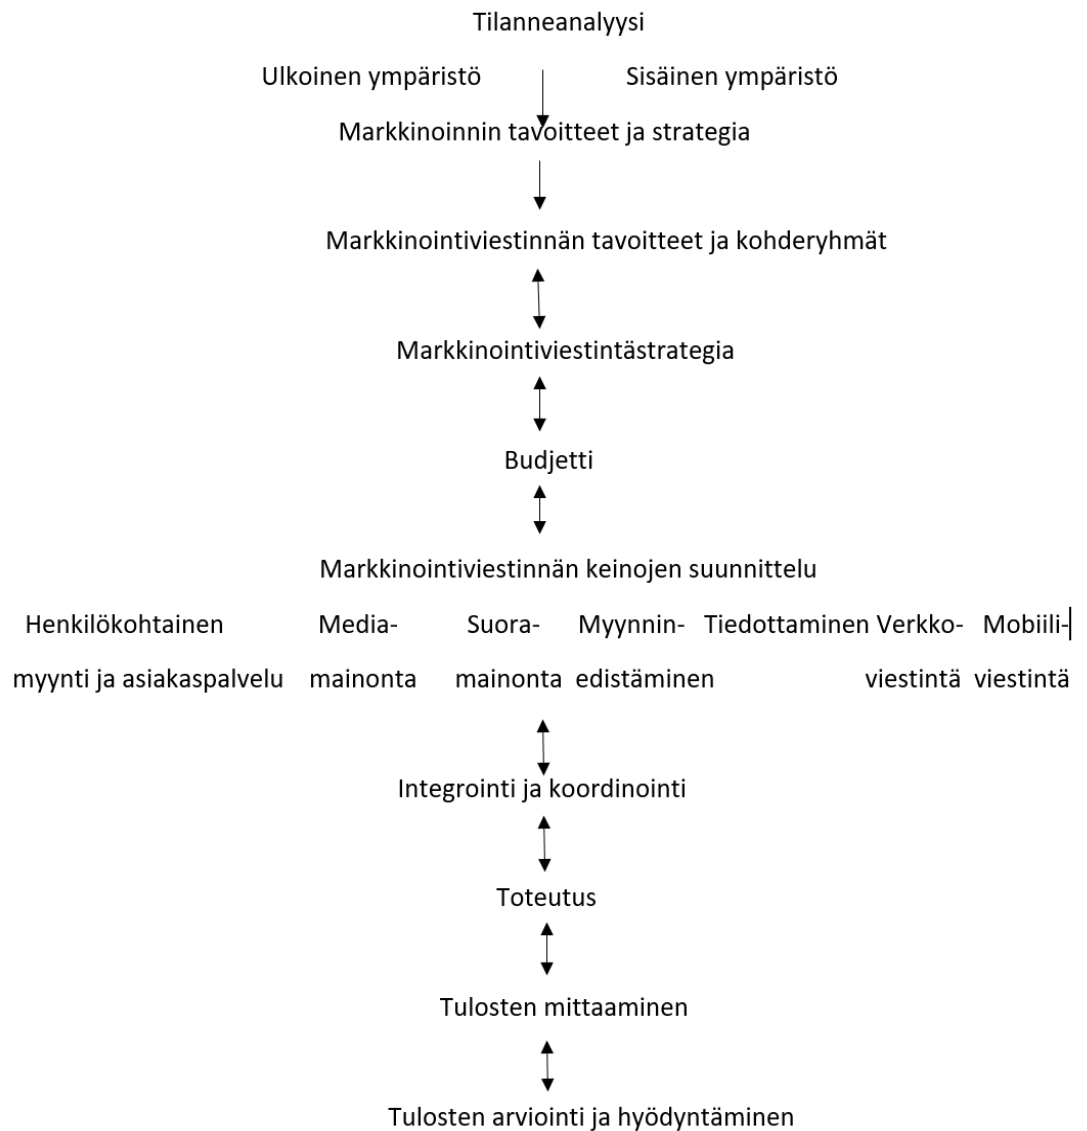 Tilanneanalyysi
Ulkoinen ympäristö Sisäinen ympäristö
Markkinoinnin tavoitteet ja strategia
Markkinointiviestinnän tavoitteet ja kohderyhmät
Markkinointiviestintästrategia
Budjetti
Markkinointiviestinnän keinojen suunnittelu
Henkilökohtainen Media- Suora- Myynnin- Tiedottaminen Verkko- Mobiili-
myynti ja asiakaspalvelu mainonta mainonta edistäminen viestintä viestintä
Integrointi ja koordinointi
Toteutus
Tulosten mittaaminen
Tulosten arviointi ja hyödyntäminen